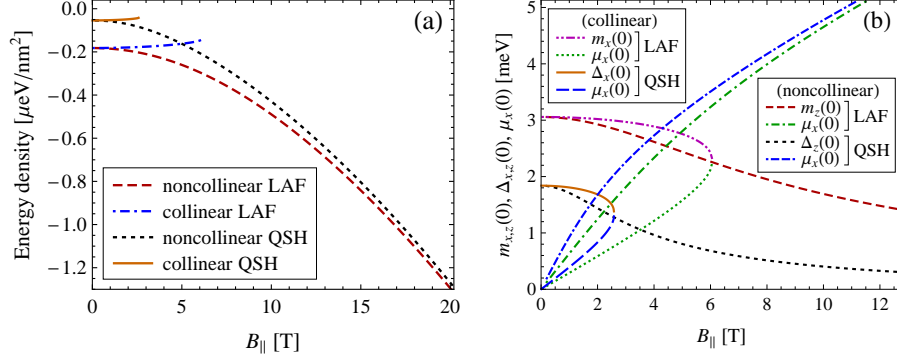 (a)
0.0
-0.2
-0.4
-0.6
-0.8
-1.0
-1.2
Energy density [μeV/nm²]
noncollinear LAF
collinear LAF
noncollinear QSH
collinear QSH
0 5 10 15 20
B∥ [T]
(b)
5
4
3
2
1
0
m_{x,z}(0), Δ_{x,z}(0), μ_x(0) [meV]
(collinear)
m_x(0)
μ_x(0)
] LAF
Δ_x(0)
μ_x(0)
] QSH
(noncollinear)
m_z(0)
μ_x(0)
] LAF
Δ_z(0)
μ_x(0)
] QSH
0 2 4 6 8 10 12
B∥ [T]